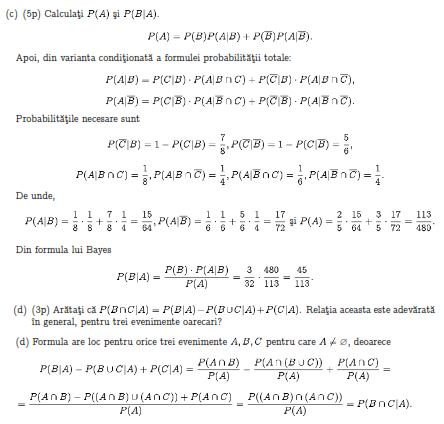 (c) (5p) Calculați P(A) și P(B|A).
P(A) = P(B)P(A|B) + P(B̅)P(A|B̅).
Apoi, din varianta condiționată a formulei probabilității totale:
P(A|B) = P(C|B) · P(A|B ∩ C) + P(C̅|B) · P(A|B ∩ C̅),
P(A|B̅) = P(C|B̅) · P(A|B̅ ∩ C) + P(C̅|B̅) · P(A|B̅ ∩ C̅).
Probabilitățile necesare sunt
P(C̅|B) = 1 − P(C|B) = 7/8, P(C̅|B̅) = 1 − P(C|B̅) = 5/6,
P(A|B ∩ C) = 1/8, P(A|B ∩ C̅) = 1/4, P(A|B̅ ∩ C) = 1/6, P(A|B̅ ∩ C̅) = 1/4.
De unde,
P(A|B) = 1/8 · 1/8 + 7/8 · 1/4 = 15/64, P(A|B̅) = 1/6 · 1/6 + 5/6 · 1/4 = 17/72 și P(A) = 2/5 · 15/64 + 3/5 · 17/72 = 113/480.
Din formula lui Bayes
P(B|A) = P(B) · P(A|B)/P(A) = 3/32 · 480/113 = 45/113.
(d) (3p) Arătați că P(B∩C|A) = P(B|A)−P(B∪C|A)+P(C|A). Relația aceasta este adevărată
în general, pentru trei evenimente oarecari?
(d) Formula are loc pentru orice trei evenimente A, B, C pentru care A ≠ ∅, deoarece
P(B|A) − P(B ∪ C|A) + P(C|A) = P(A ∩ B)/P(A) − P(A ∩ (B ∪ C))/P(A) + P(A ∩ C)/P(A) =
= P(A ∩ B) − P((A ∩ B) ∪ (A ∩ C)) + P(A ∩ C)/P(A) = P((A ∩ B) ∩ (A ∩ C))/P(A) = P(B ∩ C|A).